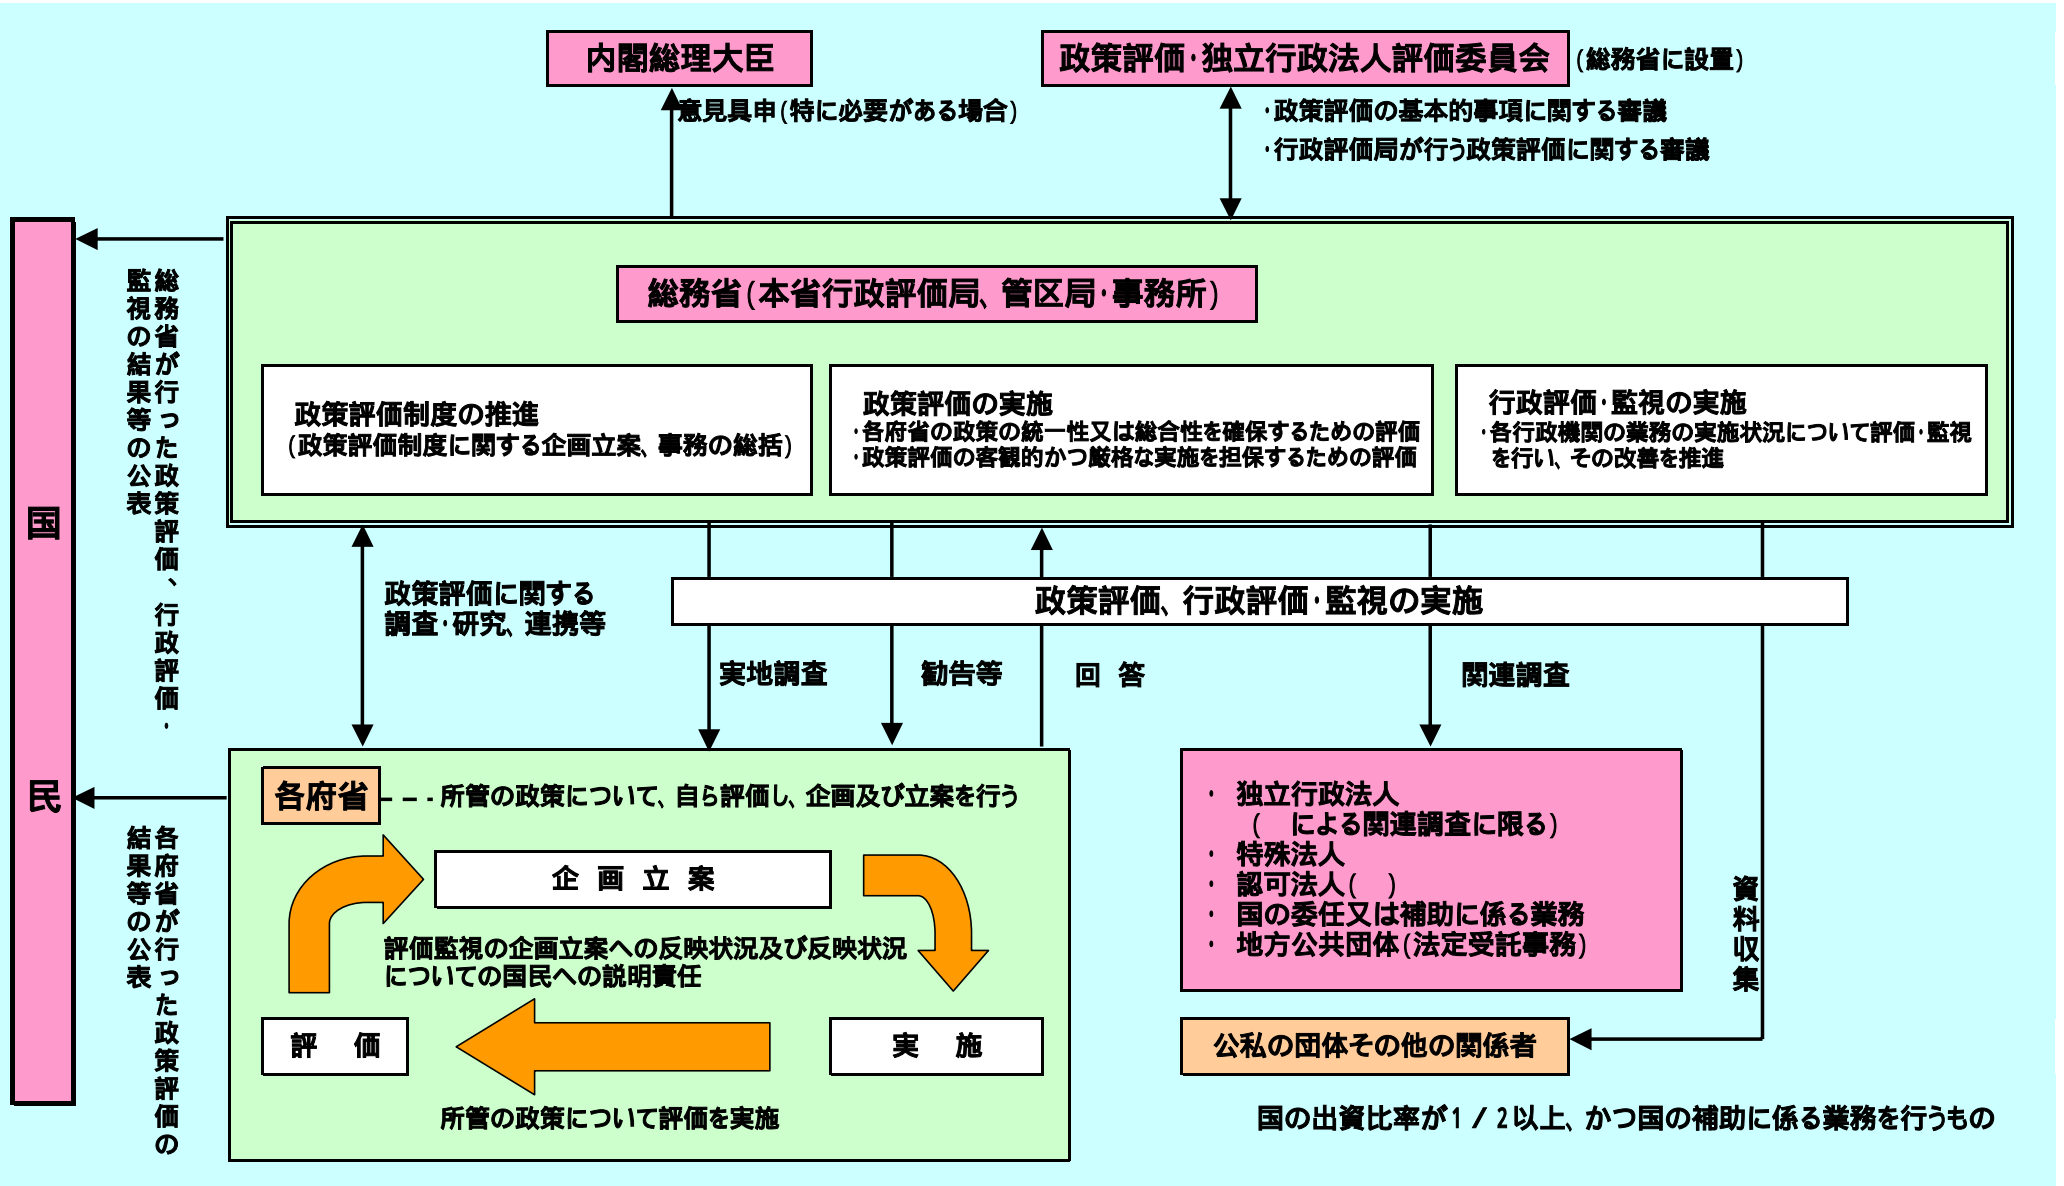 内閣総理大臣
政策評価・独立行政法人評価委員会
(総務省に設置)
意見具申(特に必要がある場合)
・政策評価の基本的事項に関する審議
・行政評価局が行う政策評価に関する審議
国民
総務省が行った政策評価、行政評価・
監視の結果等の公表
総務省(本省行政評価局、管区局・事務所)
政策評価制度の推進
(政策評価制度に関する企画立案、事務の総括)
政策評価の実施
・各府省の政策の統一性又は総合性を確保するための評価
・政策評価の客観的かつ厳格な実施を担保するための評価
行政評価・監視の実施
・各行政機関の業務の実施状況について評価・監視
を行い、その改善を推進
政策評価に関する
調査・研究、連携等
政策評価、行政評価・監視の実施
実地調査
勧告等
回 答
関連調査
各府省が行った政策評価の
結果等の公表
各府省
所管の政策について、自ら評価し、企画及び立案を行う
企 画 立 案
評価監視の企画立案への反映状況及び反映状況
についての国民への説明責任
評 価
実 施
所管の政策について評価を実施
・ 独立行政法人
( による関連調査に限る)
・ 特殊法人
・ 認可法人( )
・ 国の委任又は補助に係る業務
・ 地方公共団体(法定受託事務)
資料収集
公私の団体その他の関係者
国の出資比率が1/2以上、かつ国の補助に係る業務を行うもの